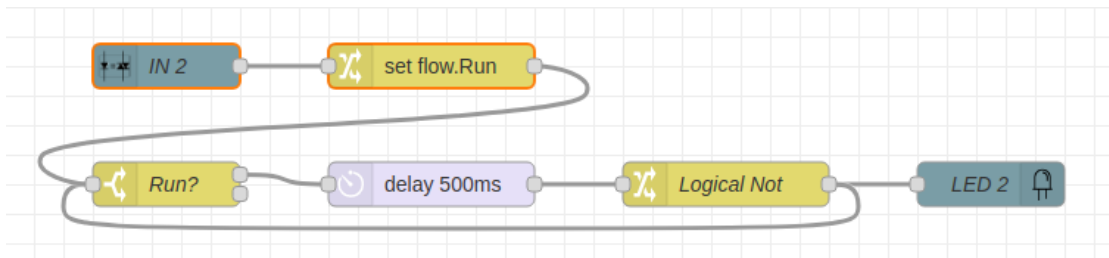 IN 2
set flow.Run
Run?
delay 500ms
Logical Not
LED 2